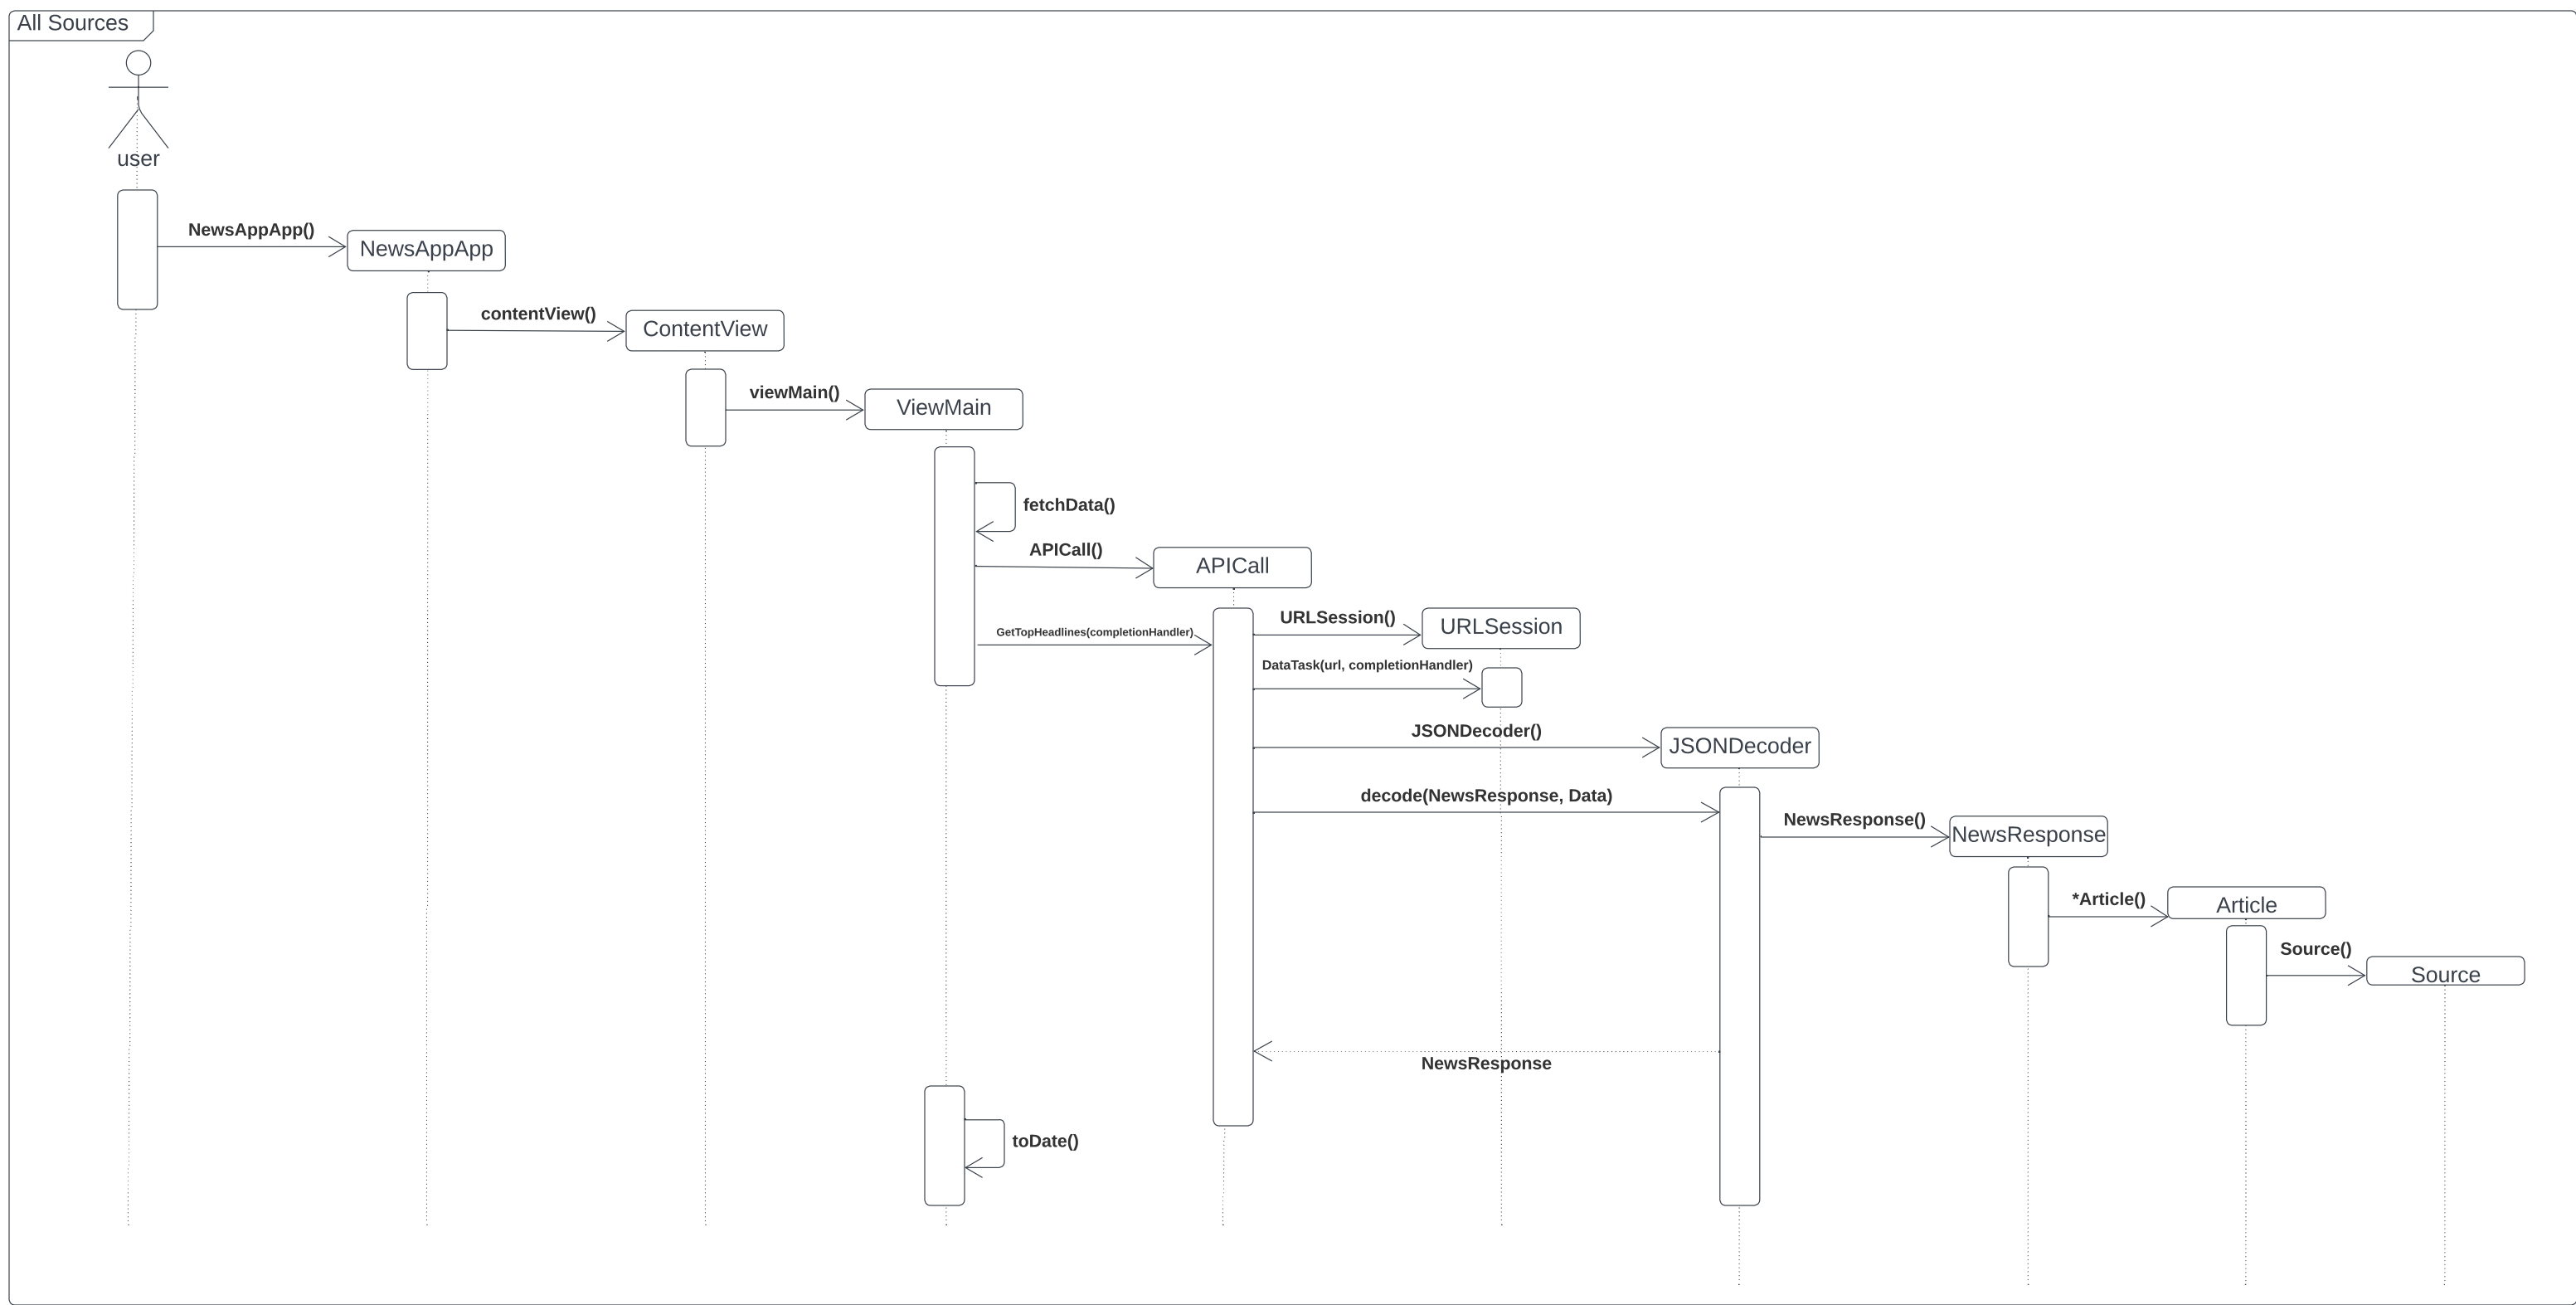 All Sources
user
NewsAppApp()
NewsAppApp
contentView()
ContentView
viewMain()
ViewMain
fetchData()
APICall()
APICall
URLSession()
URLSession
GetTopHeadlines(completionHandler)
DataTask(url, completionHandler)
JSONDecoder()
JSONDecoder
decode(NewsResponse, Data)
NewsResponse()
NewsResponse
*Article()
Article
Source()
Source
NewsResponse
toDate()